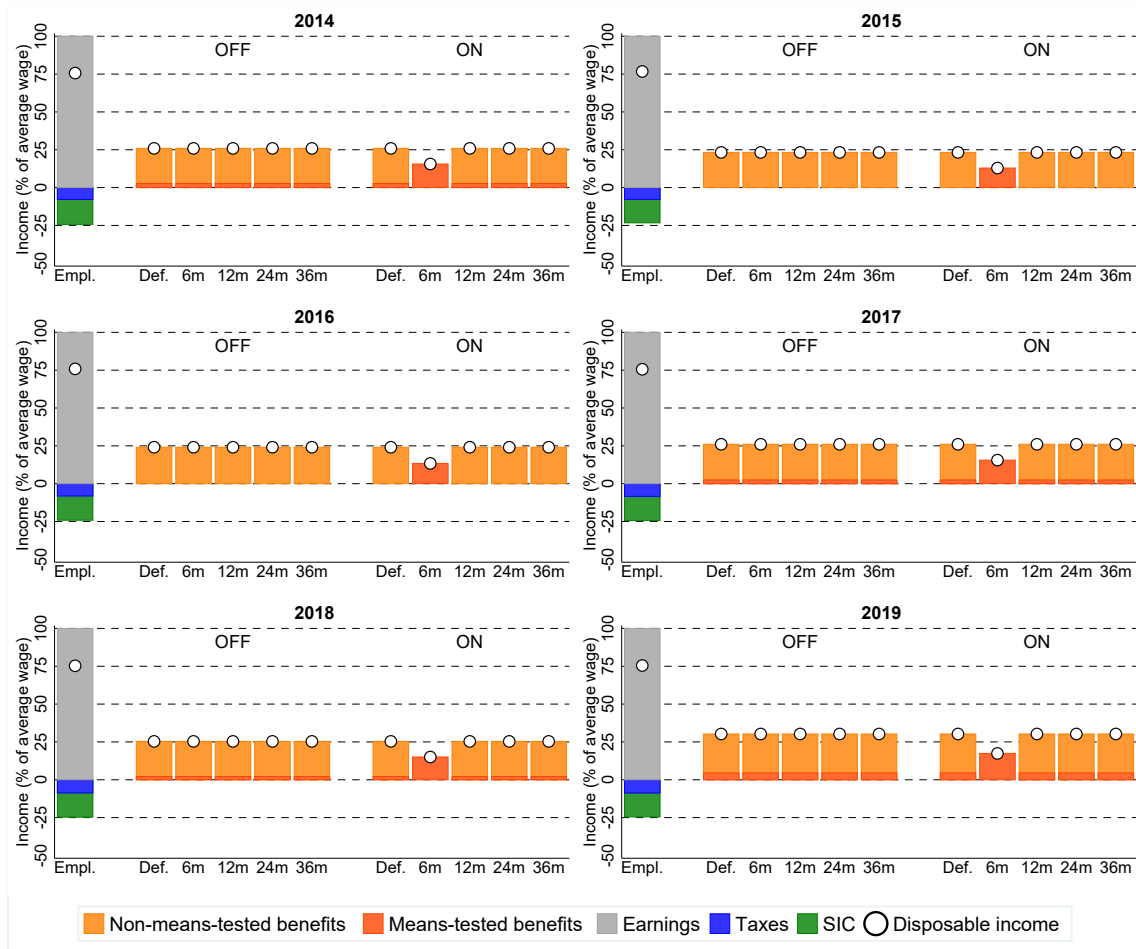 2014
Income (% of average wage)
100
75
50
25
0
-25
-50
OFF
ON
Empl. Def. 6m 12m 24m 36m Def. 6m 12m 24m 36m
2015
Income (% of average wage)
100
75
50
25
0
-25
-50
OFF
ON
Empl. Def. 6m 12m 24m 36m Def. 6m 12m 24m 36m
2016
Income (% of average wage)
100
75
50
25
0
-25
-50
OFF
ON
Empl. Def. 6m 12m 24m 36m Def. 6m 12m 24m 36m
2017
Income (% of average wage)
100
75
50
25
0
-25
-50
OFF
ON
Empl. Def. 6m 12m 24m 36m Def. 6m 12m 24m 36m
2018
Income (% of average wage)
100
75
50
25
0
-25
-50
OFF
ON
Empl. Def. 6m 12m 24m 36m Def. 6m 12m 24m 36m
2019
Income (% of average wage)
100
75
50
25
0
-25
-50
OFF
ON
Empl. Def. 6m 12m 24m 36m Def. 6m 12m 24m 36m
Non-means-tested benefits Means-tested benefits Earnings Taxes SIC Disposable income